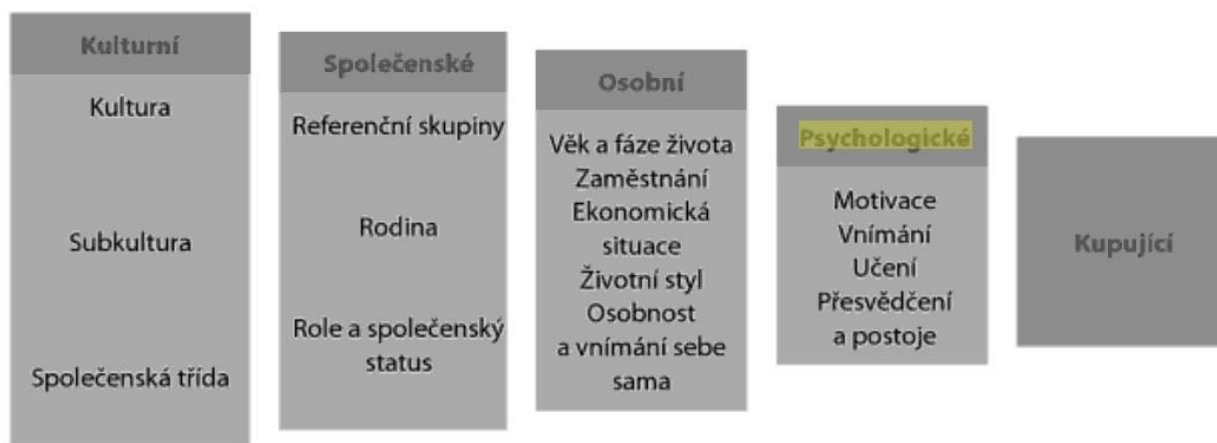 Kulturní
Kultura
Subkultura
Společenská třída
Společenské
Referenční skupiny
Rodina
Role a společenský
status
Osobní
Věk a fáze života
Zaměstnání
Ekonomická
situace
Životní styl
Osobnost
a vnímání sebe
sama
Psychologické
Motivace
Vnímání
Učení
Přesvědčení
a postoje
Kupující